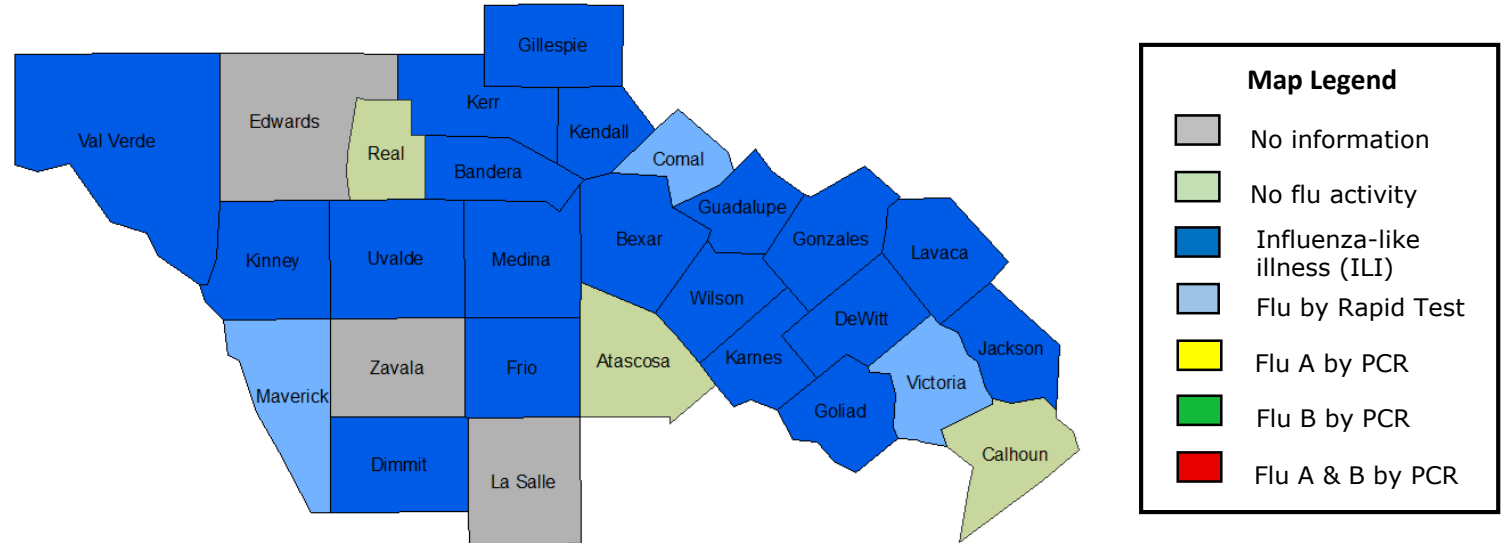 Gillespie
Kerr
Edwards
Val Verde
Kendall
Real
Comal
Bandera
Guadalupe
Bexar
Gonzales
Lavaca
Kinney
Uvalde
Medina
Wilson
DeWitt
Jackson
Karnes
Atascosa
Zavala
Frio
Victoria
Maverick
Goliad
Calhoun
Dimmit
La Salle
Map Legend
No information
No flu activity
Influenza-like
illness (ILI)
Flu by Rapid Test
Flu A by PCR
Flu B by PCR
Flu A & B by PCR